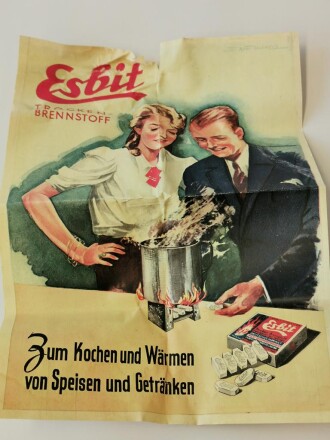 Esbit
TROCKEN-
BRENNSTOFF
Esbit
Zum Kochen und Wärmen
von Speisen und Getränken